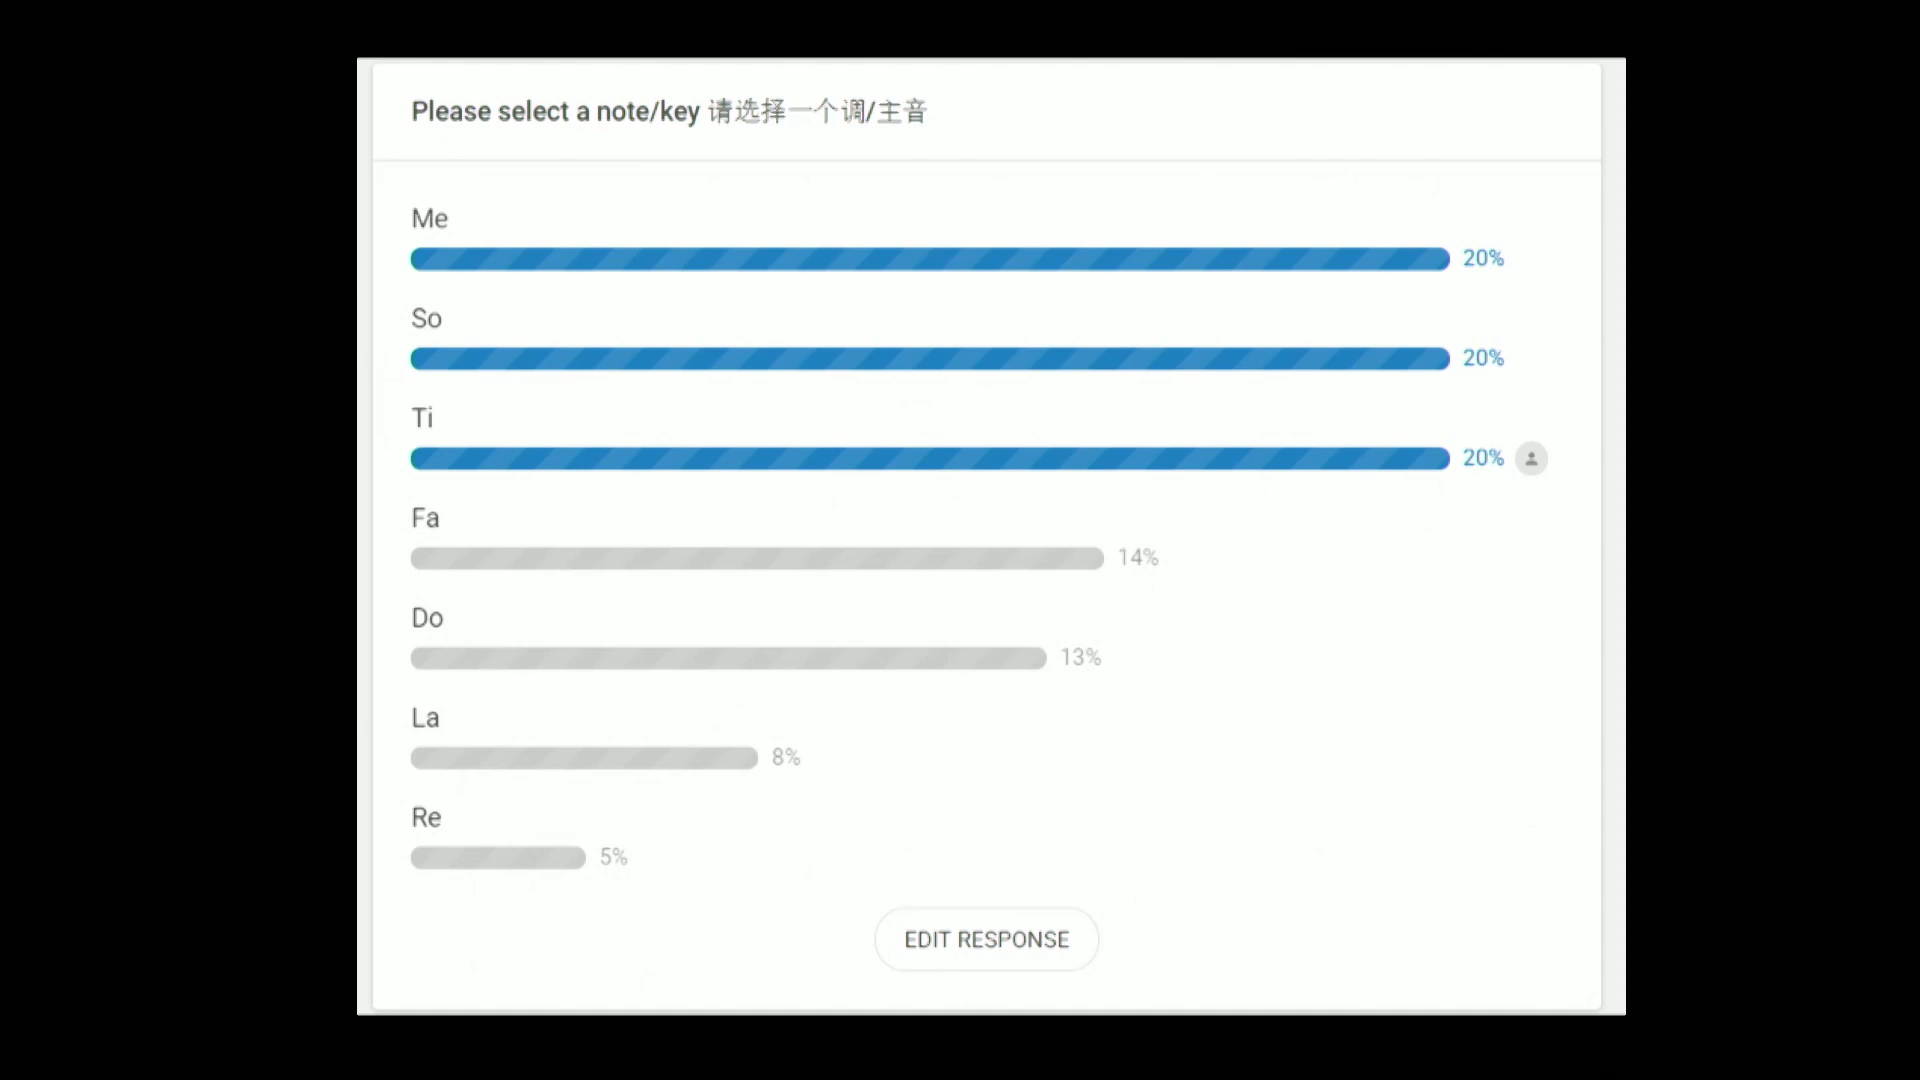 Please select a note/key 请选择一个调/主音
Me
20%
So
20%
Ti
20%
Fa
14%
Do
13%
La
8%
Re
5%
EDIT RESPONSE